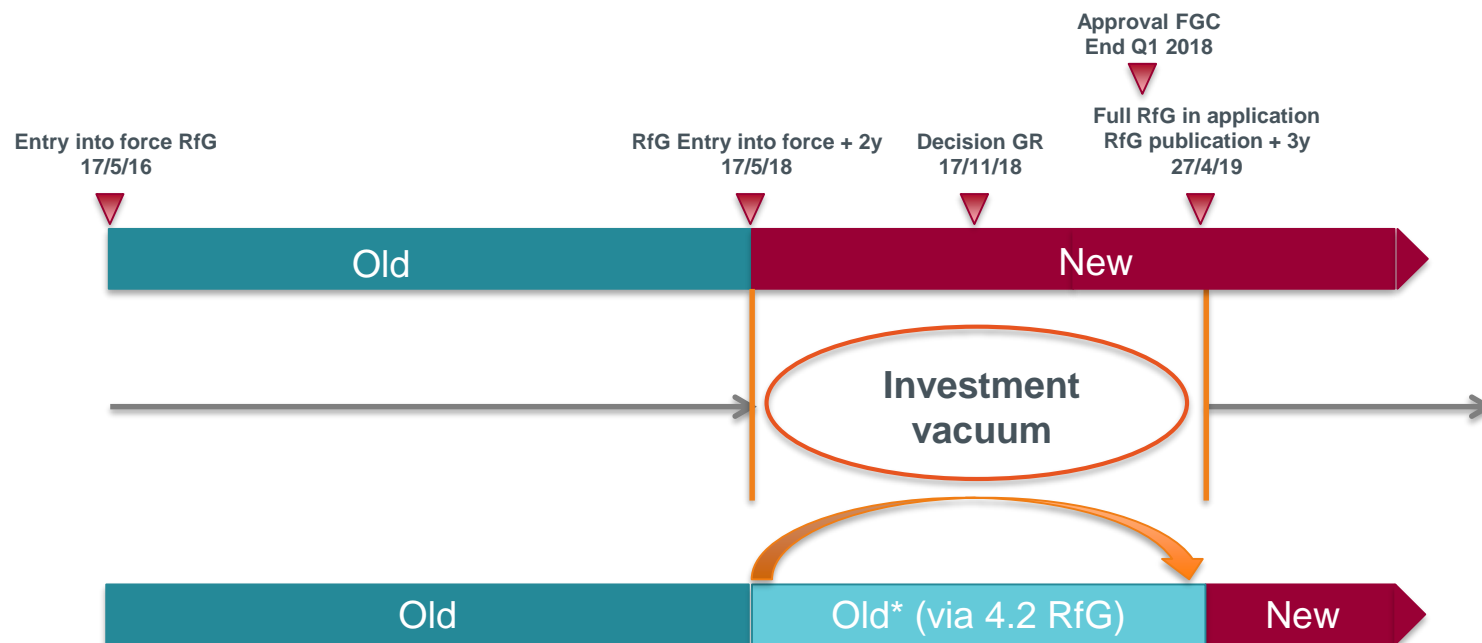 Approval FGC
End Q1 2018
Entry into force RfG
17/5/16
RfG Entry into force + 2y
17/5/18
Decision GR
17/11/18
Full RfG in application
RfG publication + 3y
27/4/19
Old
New
Investment
vacuum
Old
Old* (via 4.2 RfG)
New